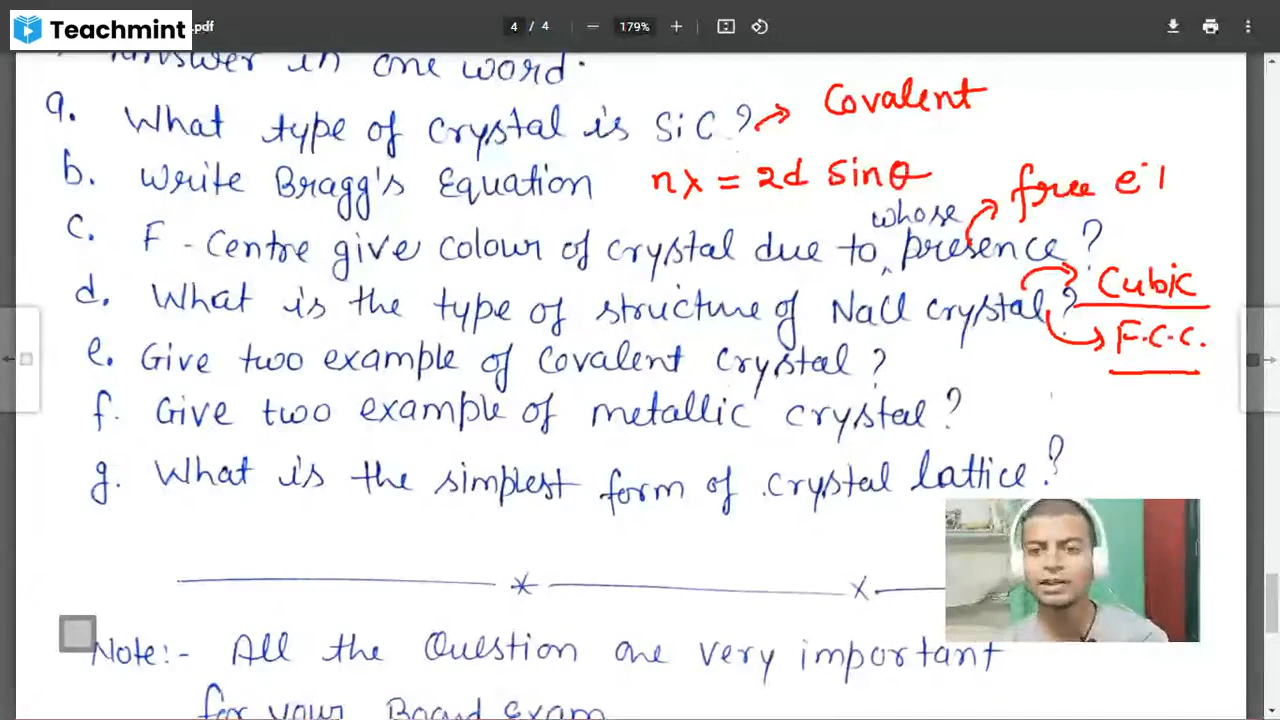 Teachmint
.pdf
4 / 4
179%
Answer in one word.
a. What type of crystal is SiC? → Covalent
b. Write Bragg's Equation nλ = 2d sinθ
c. F-Centre give colour of crystal due to whose presence? → free e-1
d. What is the type of structure of NaCl crystal? → Cubic
→ F.C.C.
e. Give two example of Covalent crystal?
f. Give two example of metallic crystal?
g. What is the simplest form of crystal lattice?
Note:- All the Question are very important
for your Board exam